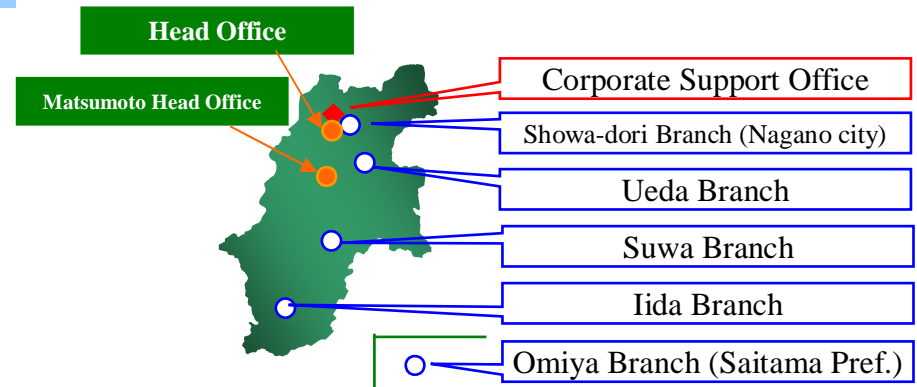 Head Office
Matsumoto Head Office
Corporate Support Office
Showa-dori Branch (Nagano city)
Ueda Branch
Suwa Branch
Iida Branch
Omiya Branch (Saitama Pref.)